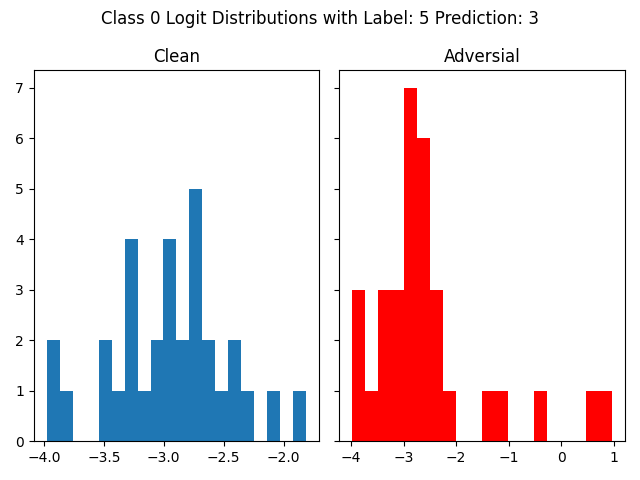 Class 0 Logit Distributions with Label: 5 Prediction: 3
Clean
Adversial
7
6
5
4
3
2
1
0
−4.0 −3.5 −3.0 −2.5 −2.0
−4 −3 −2 −1 0 1